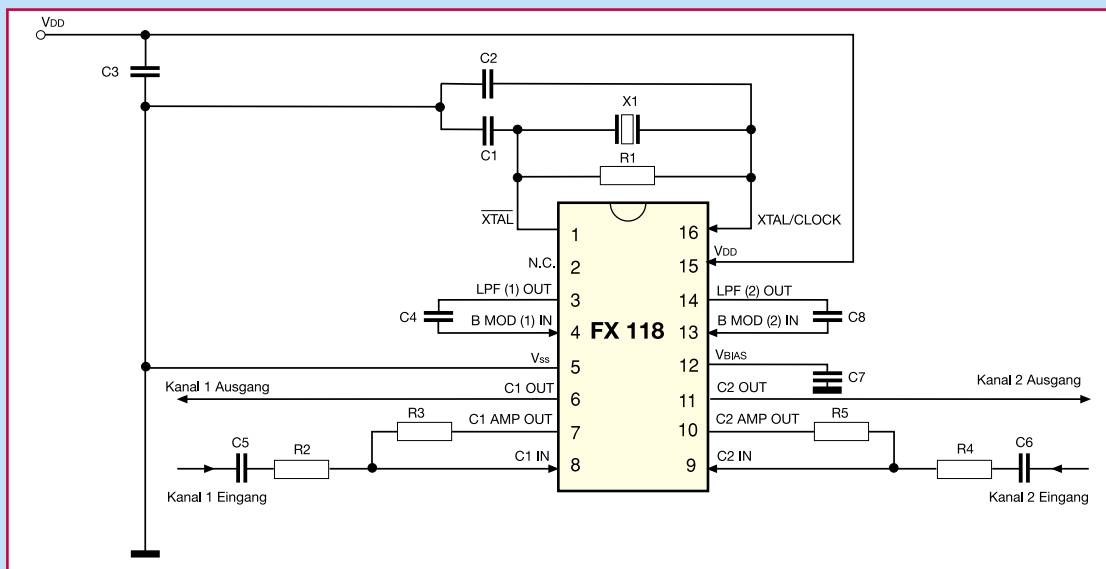 VDD
C3
C2
C1
X1
R1
XTAL
XTAL/CLOCK
1
16
N.C.
2
15
VDD
LPF (1) OUT
3
14
LPF (2) OUT
C4
C8
B MOD (1) IN
4
FX 118
13
B MOD (2) IN
Vss
5
12
VBIAS
C7
Kanal 1 Ausgang
C1 OUT
6
11
C2 OUT
Kanal 2 Ausgang
R3
C1 AMP OUT
7
10
C2 AMP OUT
R5
C5
R2
C1 IN
8
9
C2 IN
R4
C6
Kanal 1 Eingang
Kanal 2 Eingang